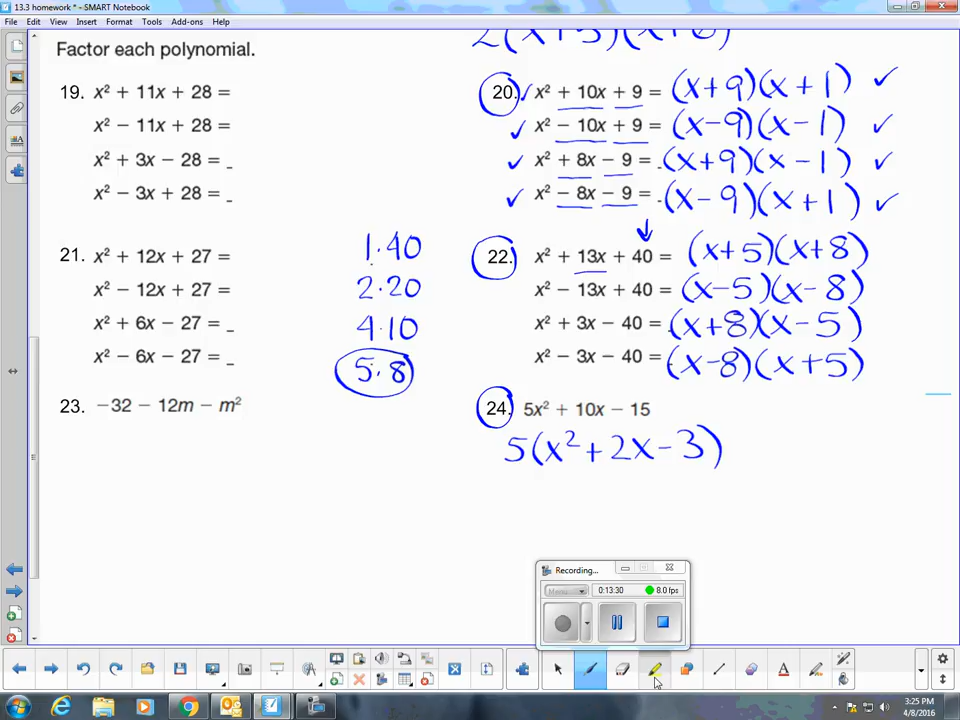 13.3 homework * - SMART Notebook
File Edit View Insert Format Tools Add-ons Help
Factor each polynomial.
19. x² + 11x + 28 =
x² − 11x + 28 =
x² + 3x − 28 = _
x² − 3x + 28 = _
20. x² + 10x + 9 = (x+9)(x+1) ✓
✓ x² − 10x + 9 = (x−9)(x−1) ✓
✓ x² + 8x − 9 = (x+9)(x−1) ✓
✓ x² − 8x − 9 = (x−9)(x+1) ✓
21. x² + 12x + 27 =
x² − 12x + 27 =
x² + 6x − 27 = _
x² − 6x − 27 = _
1·40
2·20
4·10
5·8
22. x² + 13x + 40 = (x+5)(x+8)
x² − 13x + 40 = (x−5)(x−8)
x² + 3x − 40 = (x+8)(x−5)
x² − 3x − 40 = (x−8)(x+5)
23. −32 − 12m − m²
24. 5x² + 10x − 15
5(x²+2x−3)
Recording...
Menu
0:13:30 8.0 fps
3:25 PM
4/8/2016